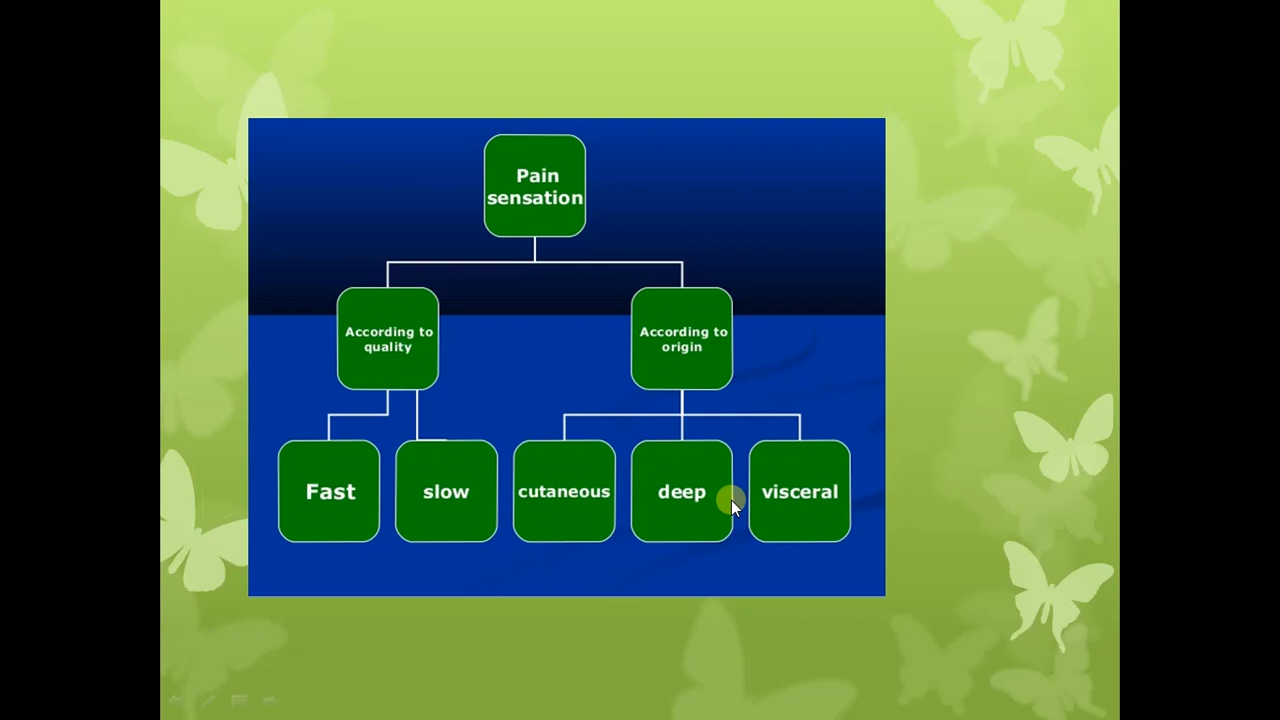 Pain
sensation
According to
quality
According to
origin
Fast
slow
cutaneous
deep
visceral